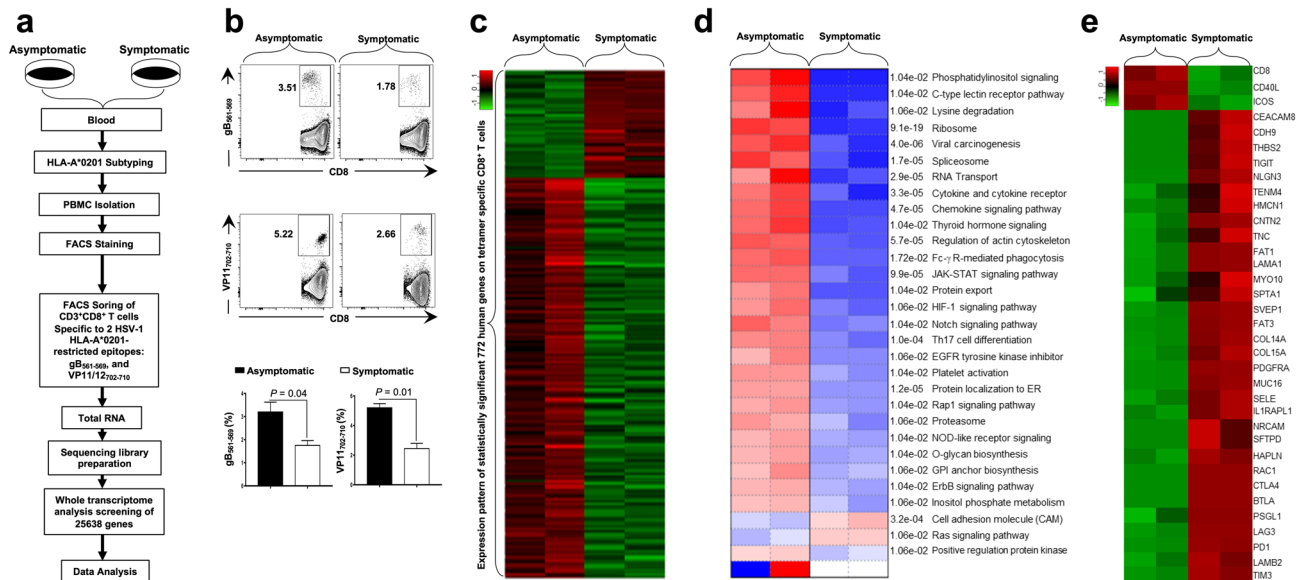 a
Asymptomatic
Symptomatic
Blood
HLA-A*0201 Subtyping
PBMC Isolation
FACS Staining
FACS Soring of
CD3+CD8+ T cells
Specific to 2 HSV-1
HLA-A*0201-
restricted epitopes:
gB561-569, and
VP11/12702-710
Total RNA
Sequencing library
preparation
Whole transcriptome
analysis screening of
25638 genes
Data Analysis
b
Asymptomatic
Symptomatic
gB561-569
3.51
1.78
CD8
VP11702-710
5.22
2.66
CD8
Asymptomatic
Symptomatic
P = 0.04
gB561-569(%)
4
3
2
1
0
P = 0.01
VP11702-710(%)
6
4
2
0
c
Asymptomatic
Symptomatic
Expression pattern of statistically significant 772 human genes on tetramer specific CD8+ T cells
d
Asymptomatic
Symptomatic
1.04e-02 Phosphatidylinositol signaling
1.04e-02 C-type lectin receptor pathway
1.06e-02 Lysine degradation
9.1e-19 Ribosome
4.0e-06 Viral carcinogenesis
1.7e-05 Spliceosome
2.9e-05 RNA Transport
3.3e-05 Cytokine and cytokine receptor
4.7e-05 Chemokine signaling pathway
1.04e-02 Thyroid hormone signaling
5.7e-05 Regulation of actin cytoskeleton
1.72e-02 Fc-γ R-mediated phagocytosis
9.9e-05 JAK-STAT signaling pathway
1.04e-02 Protein export
1.06e-02 HIF-1 signaling pathway
1.04e-02 Notch signaling pathway
1.0e-04 Th17 cell differentiation
1.06e-02 EGFR tyrosine kinase inhibitor
1.04e-02 Platelet activation
1.2e-05 Protein localization to ER
1.04e-02 Rap1 signaling pathway
1.06e-02 Proteasome
1.04e-02 NOD-like receptor signaling
1.04e-02 O-glycan biosynthesis
1.06e-02 GPI anchor biosynthesis
1.04e-02 ErbB signaling pathway
1.06e-02 Inositol phosphate metabolism
3.2e-04 Cell adhesion molecule (CAM)
1.06e-02 Ras signaling pathway
1.06e-02 Positive regulation protein kinase
e
Asymptomatic
Symptomatic
-1
1
CD8
CD40L
ICOS
CEACAM8
CDH9
THBS2
TIGIT
NLGN3
TENM4
HMCN1
CNTN2
TNC
FAT1
LAMA1
MYO10
SPTA1
SVEP1
FAT3
COL14A
COL15A
PDGFRA
MUC16
SELE
IL1RAPL1
NRCAM
SFTPD
HAPLN
RAC1
CTLA4
BTLA
PSGL1
LAG3
PD1
LAMB2
TIM3